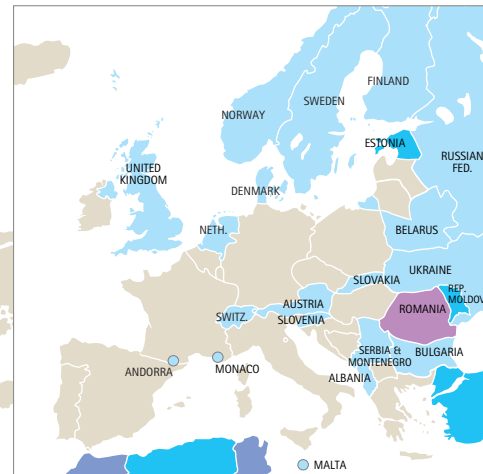 FINLAND
SWEDEN
NORWAY
ESTONIA
RUSSIAN
FED.
UNITED
KINGDOM
DENMARK
NETH.
BELARUS
UKRAINE
SLOVAKIA
REP.
MOLDOV
AUSTRIA
ROMANIA
SWITZ.
SLOVENIA
SERBIA &
MONTENEGRO
BULGARIA
ANDORRA
MONACO
ALBANIA
MALTA